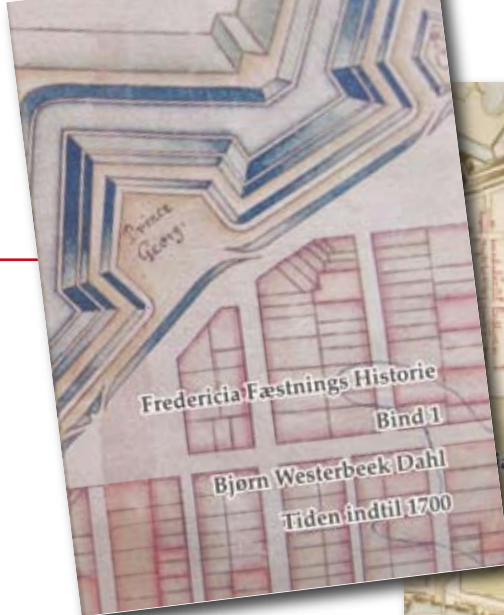 Prince
Georg
Fredericia Fæstnings Historie
Bind 1
Bjørn Westerbeek Dahl
Tiden indtil 1700